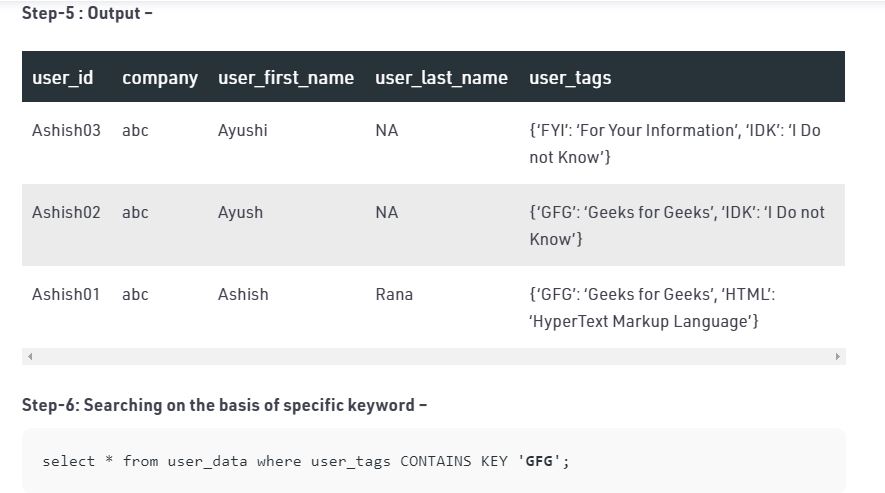 Step-5 : Output –
user_id company user_first_name user_last_name user_tags
Ashish03 abc Ayushi NA {‘FYI’: ‘For Your Information’, ‘IDK’: ‘I Do
not Know’}
Ashish02 abc Ayush NA {‘GFG’: ‘Geeks for Geeks’, ‘IDK’: ‘I Do not
Know’}
Ashish01 abc Ashish Rana {‘GFG’: ‘Geeks for Geeks’, ‘HTML’:
‘HyperText Markup Language’}
Step-6: Searching on the basis of specific keyword –
select * from user_data where user_tags CONTAINS KEY 'GFG';